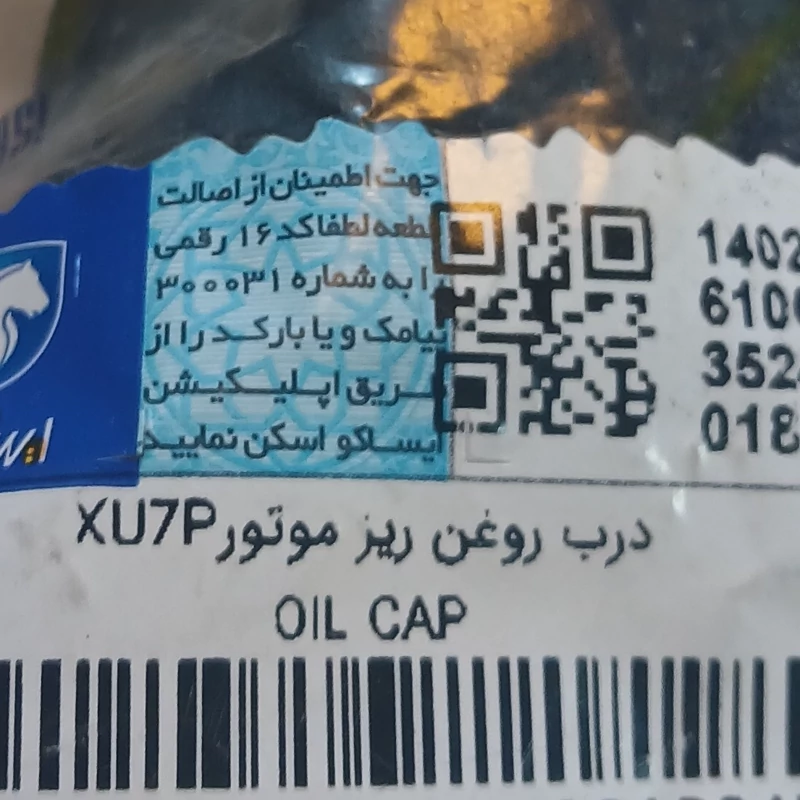 جهت اطمینان از اصالت
قطعه لطفا کد ۱۶ رقمی
را به شماره ۳۰۰۰۳۱
پیامک و یا بارکد را از
طریق اپلیکیشن
ایساکو اسکن نمایید
1402
610
352
018
درب روغن ریز موتور XU7P
OIL CAP